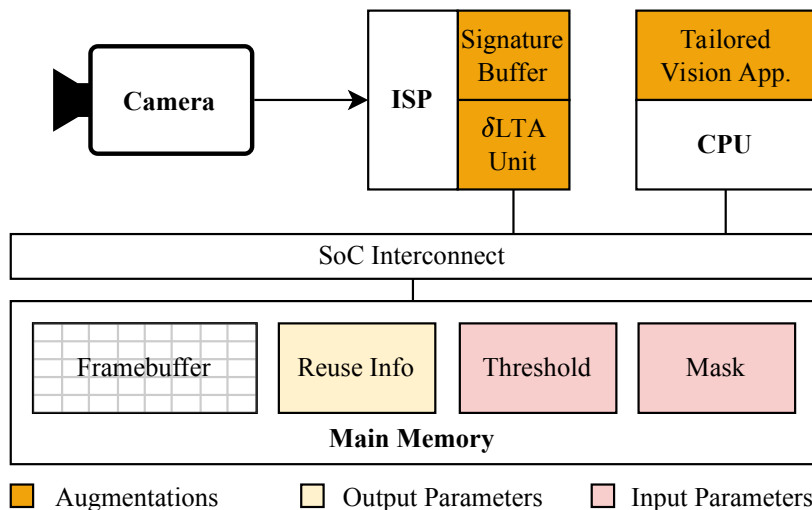 Camera
ISP
Signature
Buffer
δLTA
Unit
Tailored
Vision App.
CPU
SoC Interconnect
Framebuffer
Reuse Info
Threshold
Mask
Main Memory
Augmentations
Output Parameters
Input Parameters